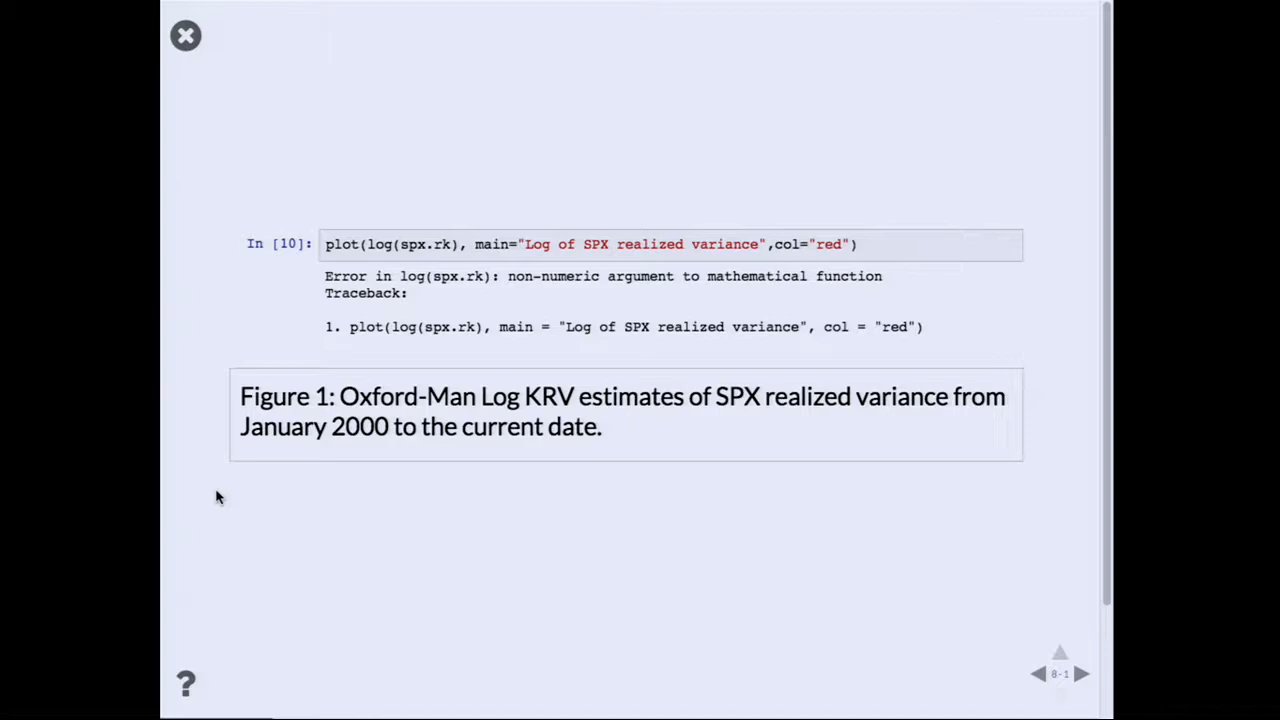 In [10]: plot(log(spx.rk), main="Log of SPX realized variance",col="red")
Error in log(spx.rk): non-numeric argument to mathematical function
Traceback:
1. plot(log(spx.rk), main = "Log of SPX realized variance", col = "red")
Figure 1: Oxford-Man Log KRV estimates of SPX realized variance from
January 2000 to the current date.
?
8-1